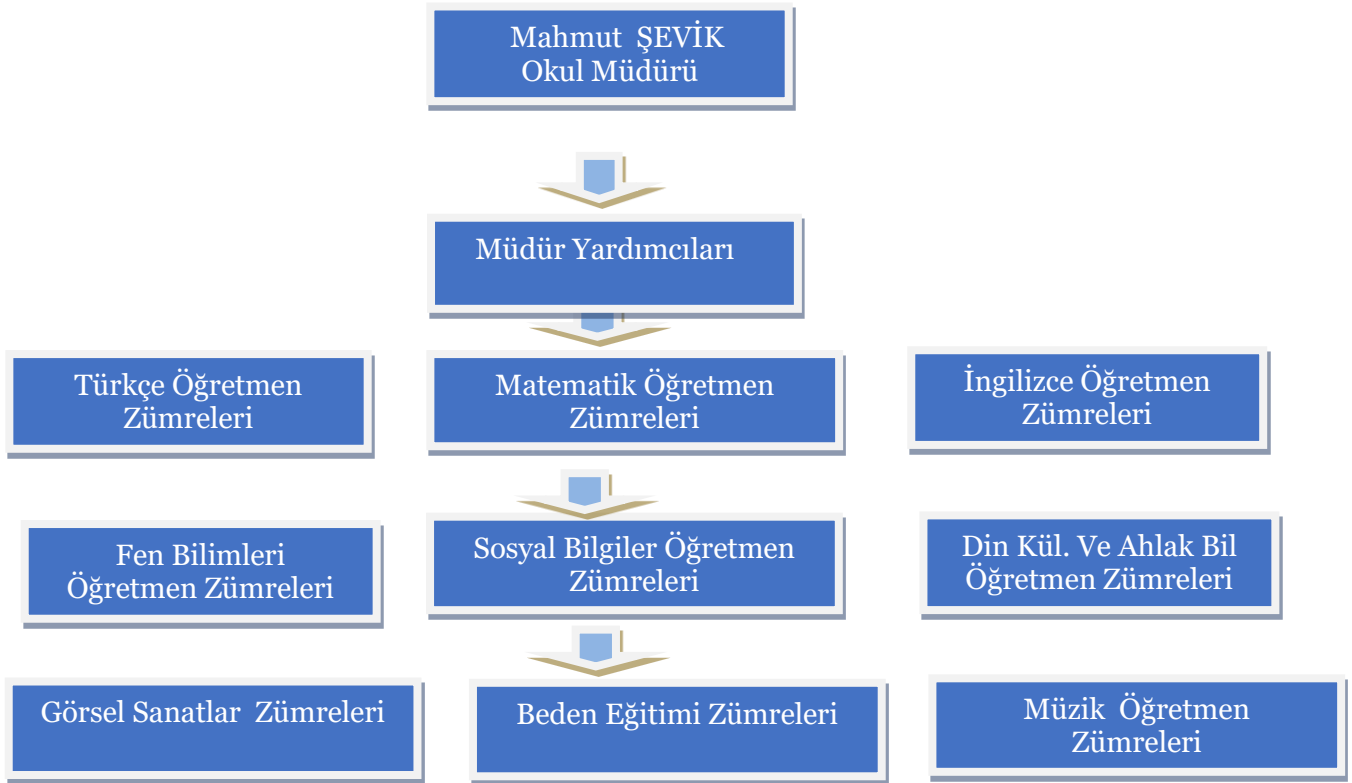 Mahmut ŞEVİK
Okul Müdürü
Müdür Yardımcıları
Türkçe Öğretmen
Zümreleri
Matematik Öğretmen
Zümreleri
İngilizce Öğretmen
Zümreleri
Fen Bilimleri
Öğretmen Zümreleri
Sosyal Bilgiler Öğretmen
Zümreleri
Din Kül. Ve Ahlak Bil
Öğretmen Zümreleri
Görsel Sanatlar Zümreleri
Beden Eğitimi Zümreleri
Müzik Öğretmen
Zümreleri